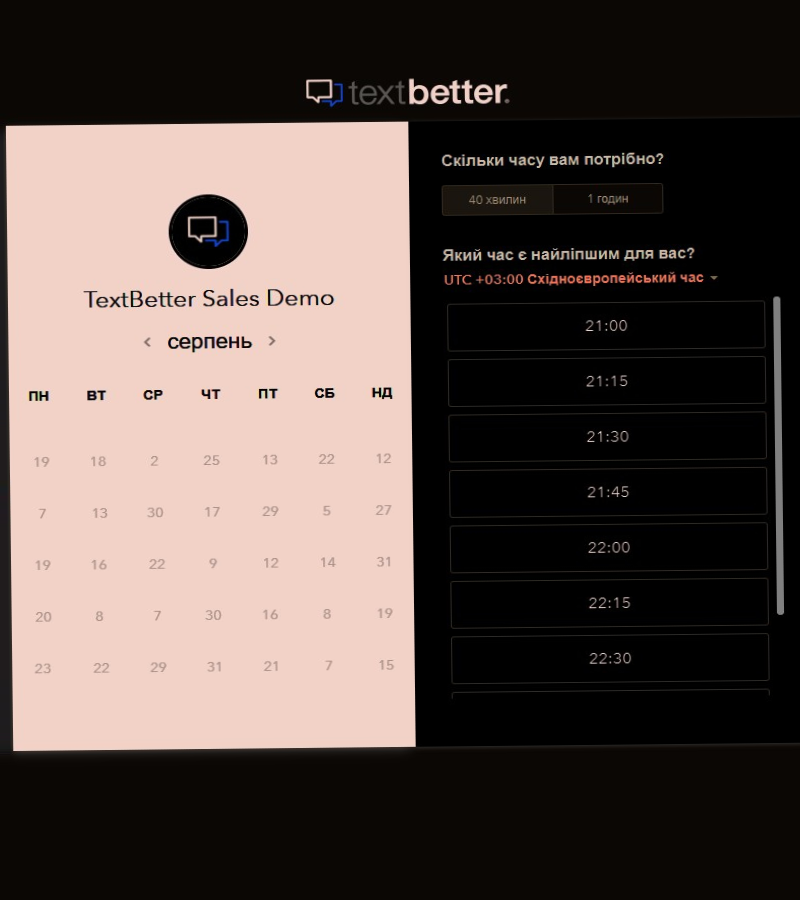 textbetter.
TextBetter Sales Demo
серпень
ПН ВТ СР ЧТ ПТ СБ НД
19 18 2 25 13 22 12
7 13 30 17 29 5 27
19 16 22 9 12 14 31
20 8 7 30 16 8 19
23 22 29 31 21 7 15
Скільки часу вам потрібно?
40 хвилин 1 годин
Який час є найліпшим для вас?
UTC +03:00 Східноєвропейський час
21:00
21:15
21:30
21:45
22:00
22:15
22:30